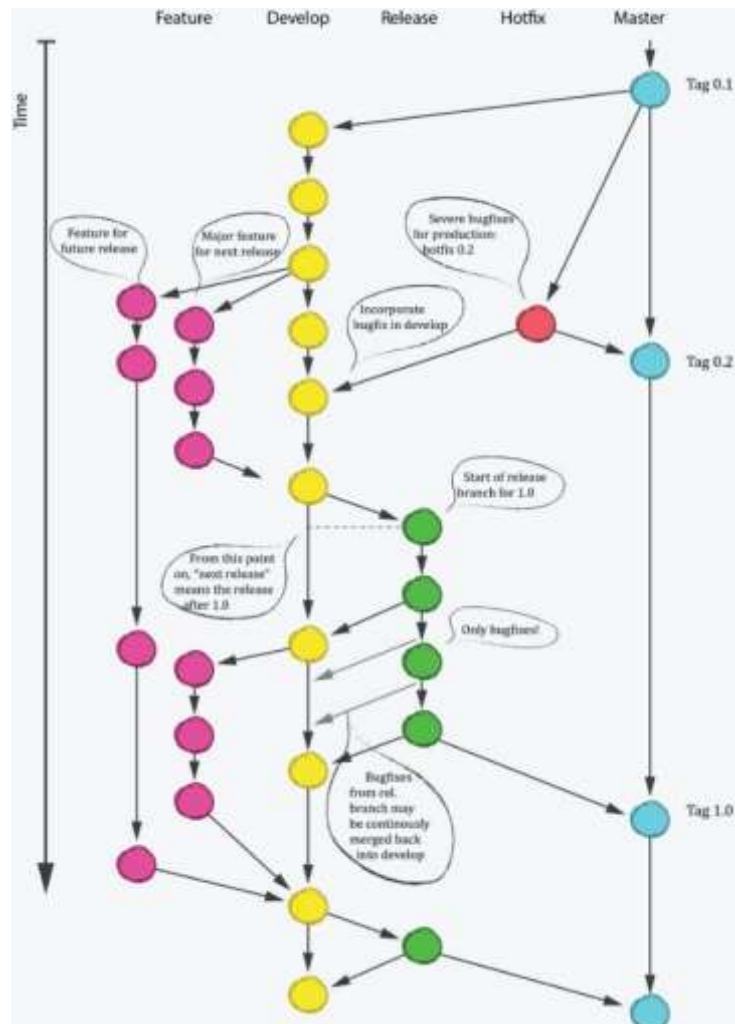 Feature Develop Release Hotfix Master
Time
Tag 0.1
Feature for
future release
Major feature
for next release
Severe bugfixes
for production:
hotfix 0.2
Incorporate
bugfix in develop
Tag 0.2
Start of release
branch for 1.0
From this point
on, "next release"
means the release
after 1.0
Only bugfixes!
Bugfixes
from rel.
branch may
be continously
merged back
into develop
Tag 1.0